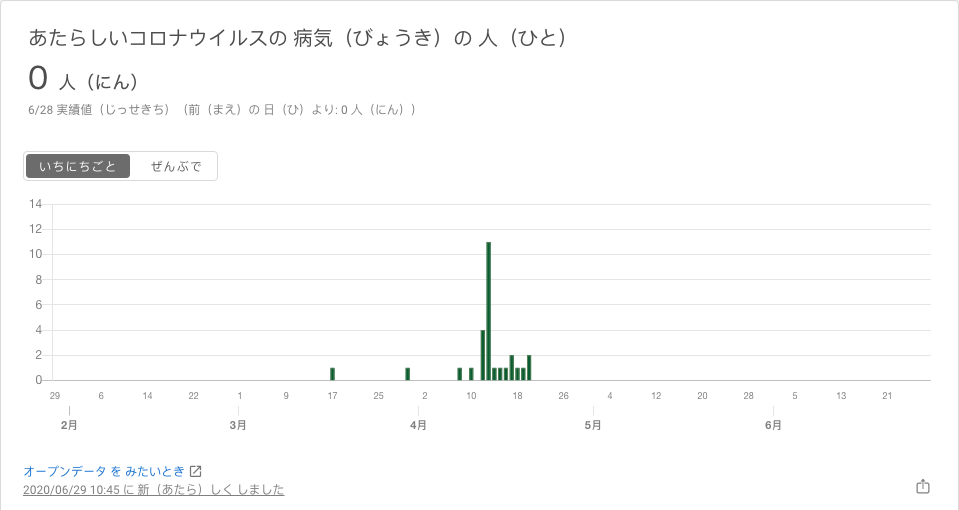 あたらしいコロナウイルスの 病気（びょうき）の 人（ひと）
0 人（にん）
6/28 実績値（じっせきち）（前（まえ）の 日（ひ）より: 0 人（にん））
いちにちごと ぜんぶで
14
12
10
8
6
4
2
0
29 6 14 22 1 9 17 25 2 10 18 26 4 12 20 28 5 13 21
2月 3月 4月 5月 6月
オープンデータ を みたいとき
2020/06/29 10:45 に 新（あたら）しく しました